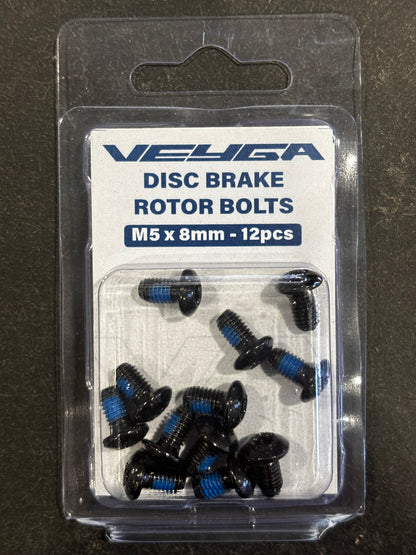 VEYGA
DISC BRAKE
ROTOR BOLTS
M5 x 8mm - 12pcs